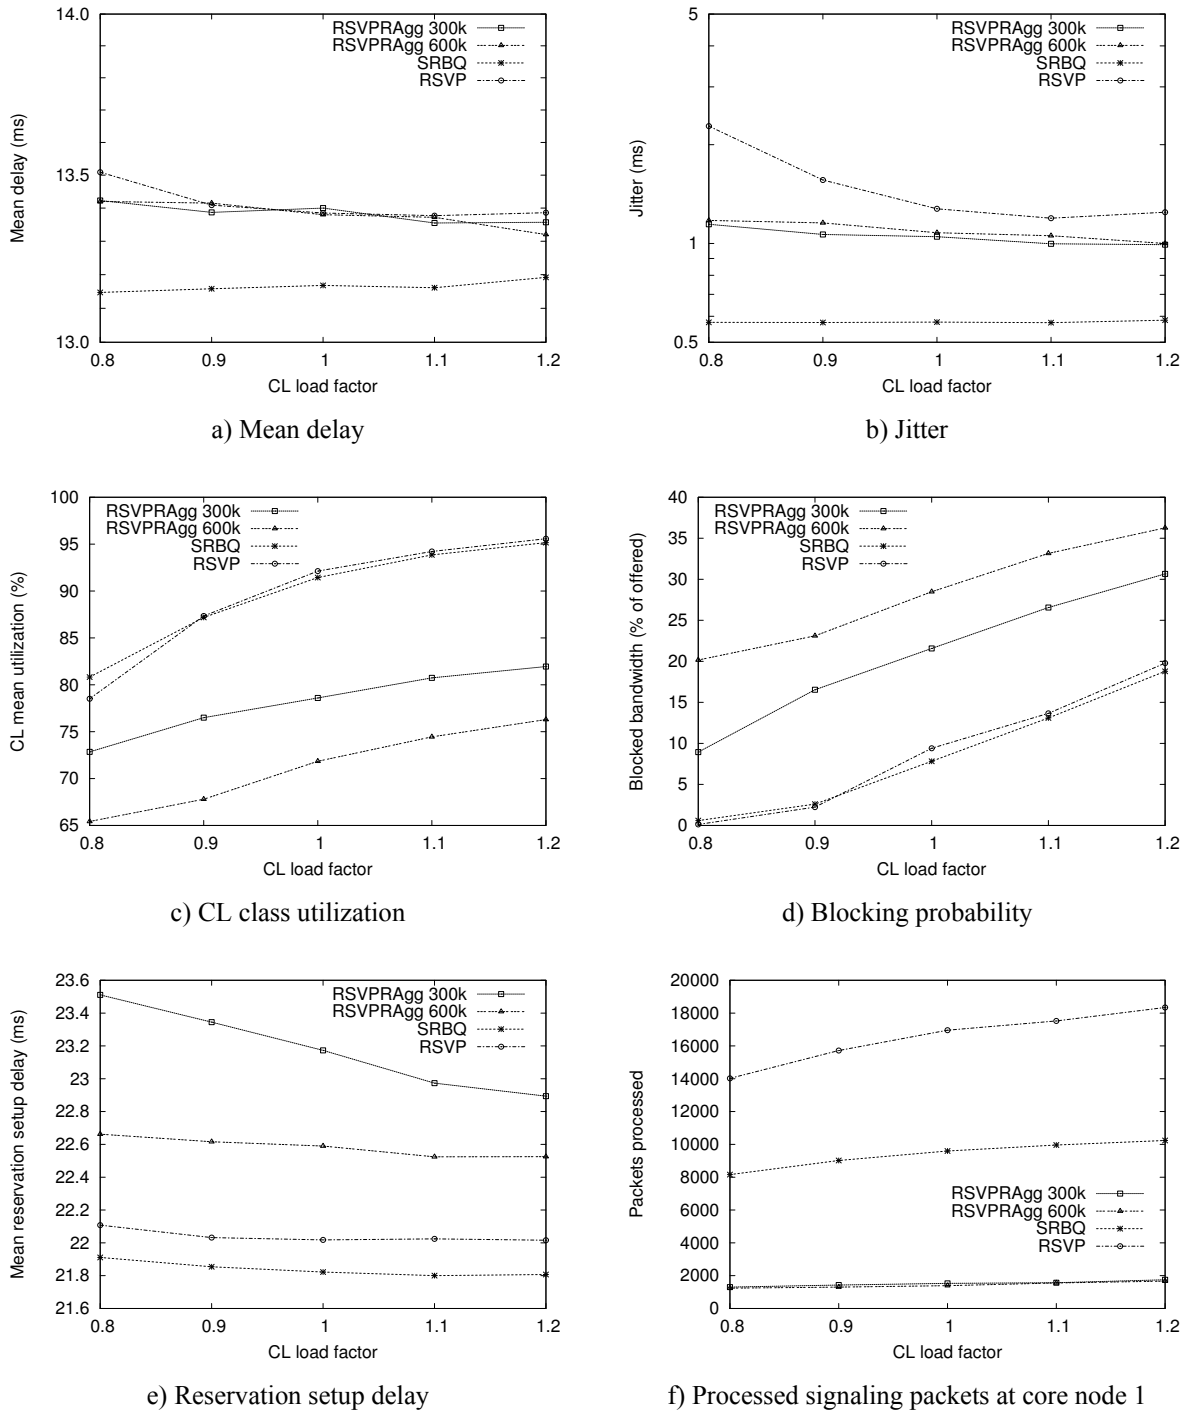 14.0
13.5
13.0
Mean delay (ms)
0.8 0.9 1 1.1 1.2
CL load factor
RSVPRAgg 300k
RSVPRAgg 600k
SRBQ
RSVP
a) Mean delay
5
1
0.5
Jitter (ms)
0.8 0.9 1 1.1 1.2
CL load factor
RSVPRAgg 300k
RSVPRAgg 600k
SRBQ
RSVP
b) Jitter
100
95
90
85
80
75
70
65
CL mean utilization (%)
0.8 0.9 1 1.1 1.2
CL load factor
RSVPRAgg 300k
RSVPRAgg 600k
SRBQ
RSVP
c) CL class utilization
40
35
30
25
20
15
10
5
0
Blocked bandwidth (% of offered)
0.8 0.9 1 1.1 1.2
CL load factor
RSVPRAgg 300k
RSVPRAgg 600k
SRBQ
RSVP
d) Blocking probability
23.6
23.4
23.2
23
22.8
22.6
22.4
22.2
22
21.8
21.6
Mean reservation setup delay (ms)
0.8 0.9 1 1.1 1.2
CL load factor
RSVPRAgg 300k
RSVPRAgg 600k
SRBQ
RSVP
e) Reservation setup delay
20000
18000
16000
14000
12000
10000
8000
6000
4000
2000
0
Packets processed
0.8 0.9 1 1.1 1.2
CL load factor
RSVPRAgg 300k
RSVPRAgg 600k
SRBQ
RSVP
f) Processed signaling packets at core node 1